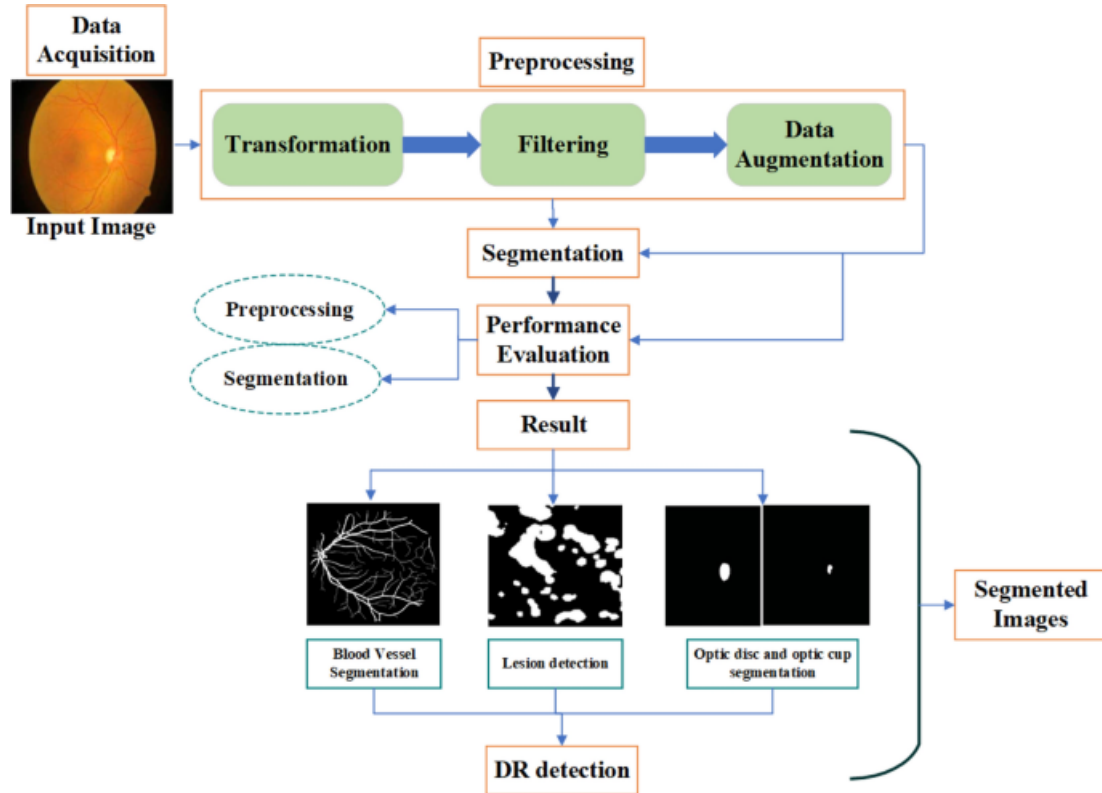 Data
Acquisition
Input Image
Preprocessing
Transformation
Filtering
Data
Augmentation
Segmentation
Performance
Evaluation
Preprocessing
Segmentation
Result
Blood Vessel
Segmentation
Lesion detection
Optic disc and optic cup
segmentation
DR detection
Segmented
Images